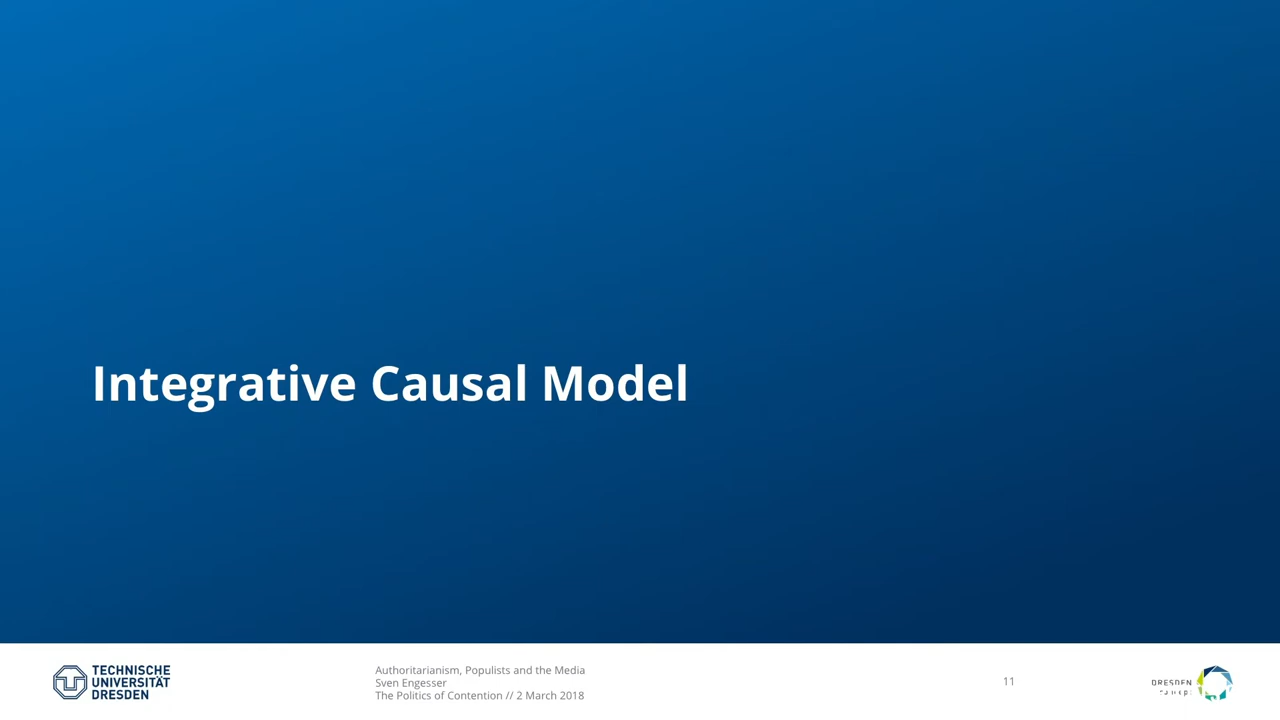 Integrative Causal Model
TECHNISCHE
UNIVERSITÄT
DRESDEN
Authoritarianism, Populists and the Media
Sven Engesser
The Politics of Contention // 2 March 2018
11
DRESDEN